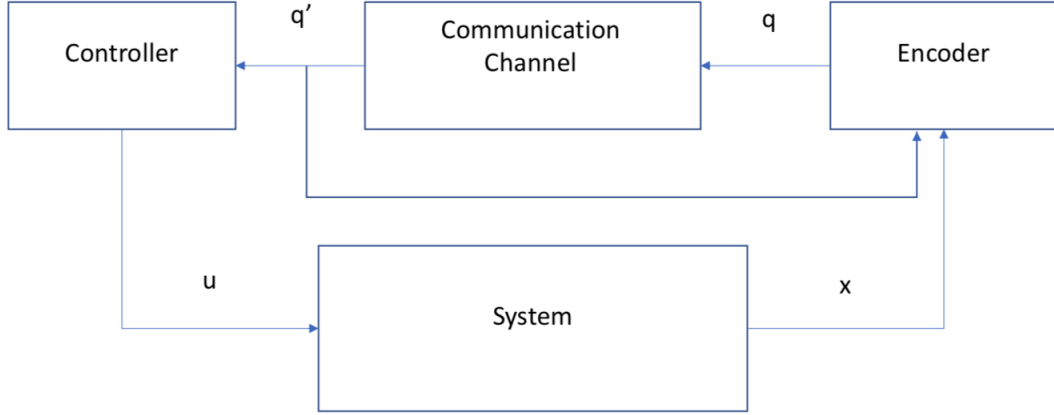 q’
Communication
q
Controller
Channel
Encoder
u
x
System